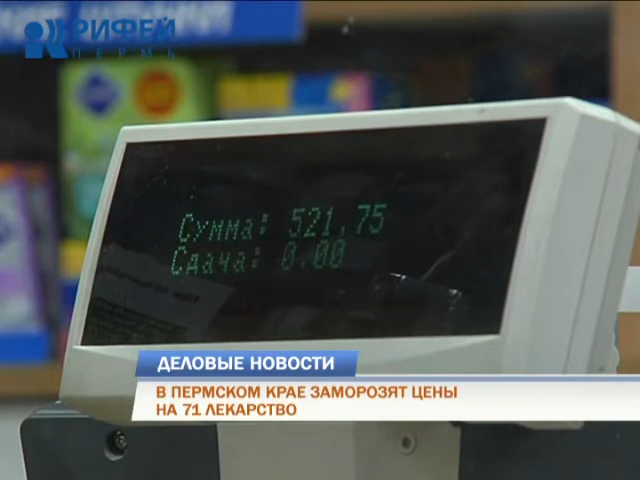 РИФЕЙ
ПЕРМЬ
Сумма: 521,75
Сдача: 0,00
ДЕЛОВЫЕ НОВОСТИ
В ПЕРМСКОМ КРАЕ ЗАМОРОЗЯТ ЦЕНЫ
НА 71 ЛЕКАРСТВО